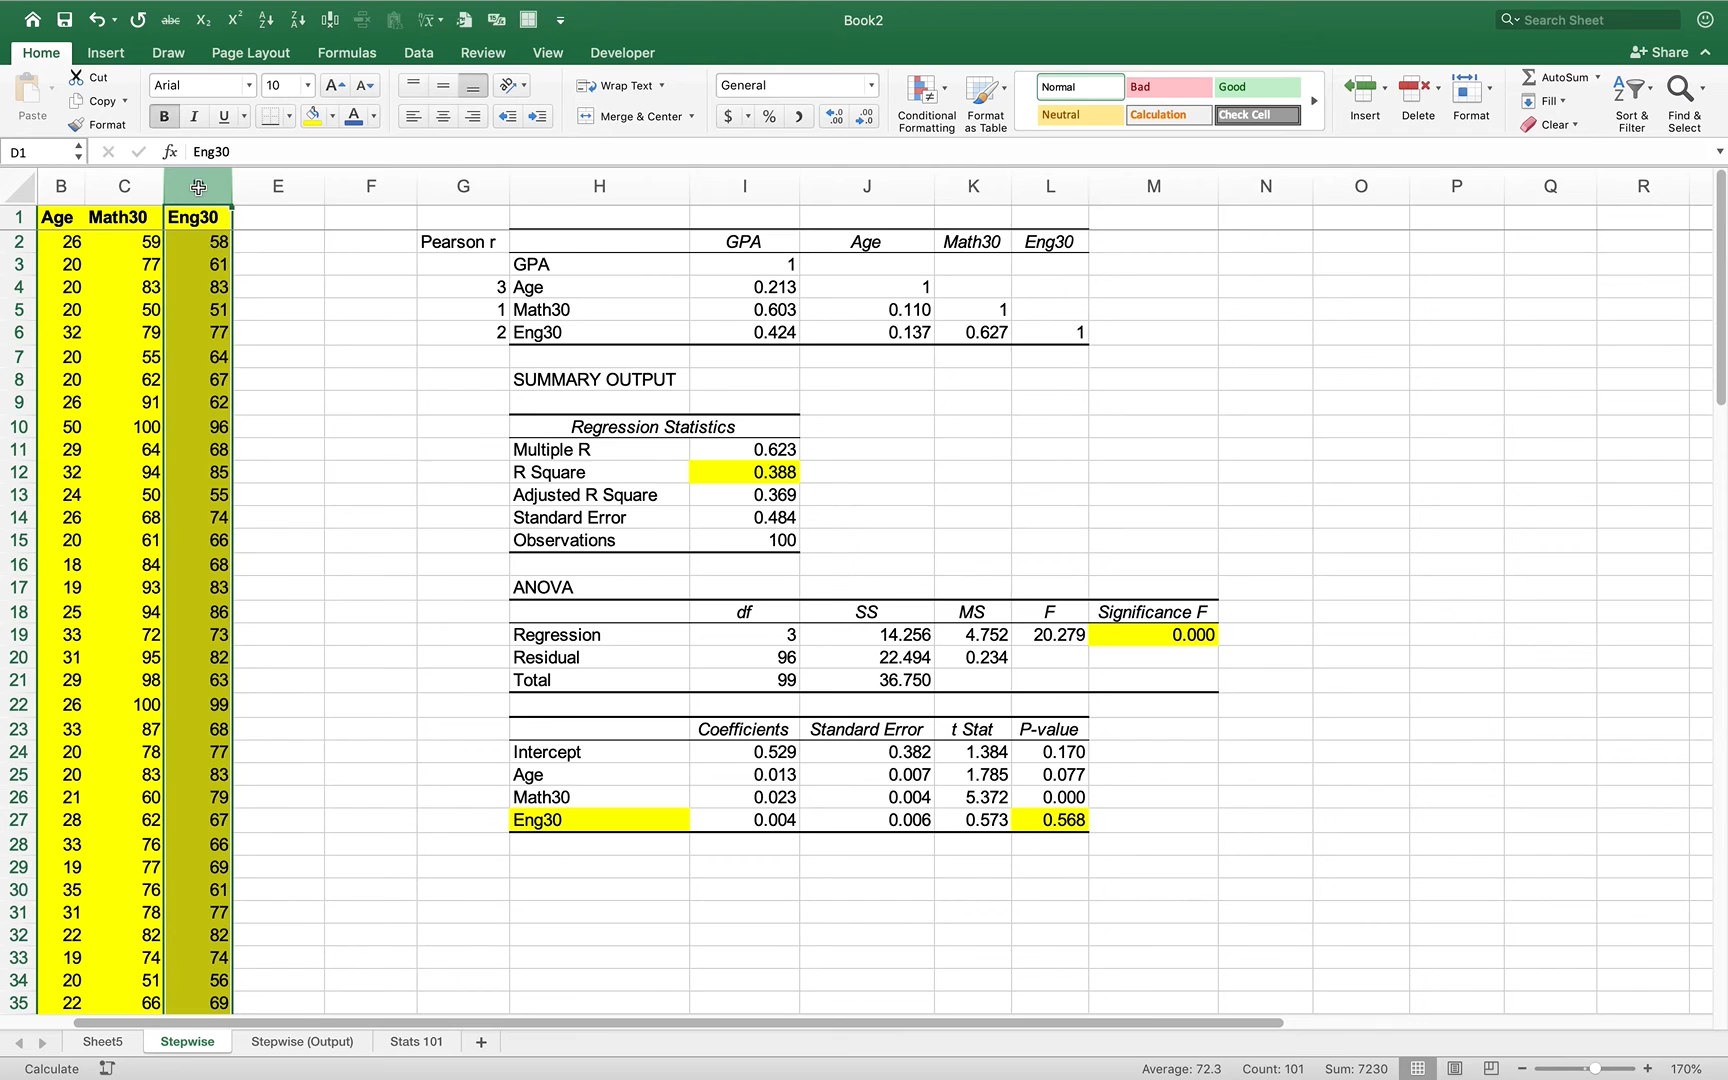 abc X₂ X² Book2 Search Sheet
Home Insert Draw Page Layout Formulas Data Review View Developer Share
Paste Cut Copy Format Arial 10 Wrap Text Merge & Center General Conditional Formatting Format as Table Normal Bad Good Neutral Calculation Check Cell Insert Delete Format AutoSum Fill Clear Sort & Filter Find & Select
D1 fx Eng30
B C E F G H I J K L M N O P Q R
1 Age Math30 Eng30
2 26 59 58 Pearson r GPA Age Math30 Eng30
3 20 77 61 GPA 1
4 20 83 83 3 Age 0.213 1
5 20 50 51 1 Math30 0.603 0.110 1
6 32 79 77 2 Eng30 0.424 0.137 0.627 1
7 20 55 64
8 20 62 67 SUMMARY OUTPUT
9 26 91 62
10 50 100 96 Regression Statistics
11 29 64 68 Multiple R 0.623
12 32 94 85 R Square 0.388
13 24 50 55 Adjusted R Square 0.369
14 26 68 74 Standard Error 0.484
15 20 61 66 Observations 100
16 18 84 68
17 19 93 83 ANOVA
18 25 94 86 df SS MS F Significance F
19 33 72 73 Regression 3 14.256 4.752 20.279 0.000
20 31 95 82 Residual 96 22.494 0.234
21 29 98 63 Total 99 36.750
22 26 100 99
23 33 87 68 Coefficients Standard Error t Stat P-value
24 20 78 77 Intercept 0.529 0.382 1.384 0.170
25 20 83 83 Age 0.013 0.007 1.785 0.077
26 21 60 79 Math30 0.023 0.004 5.372 0.000
27 28 62 67 Eng30 0.004 0.006 0.573 0.568
28 33 76 66
29 19 77 69
30 35 76 61
31 31 78 77
32 22 82 82
33 19 74 74
34 20 51 56
35 22 66 69
Sheet5 Stepwise Stepwise (Output) Stats 101 +
Calculate Average: 72.3 Count: 101 Sum: 7230 170%